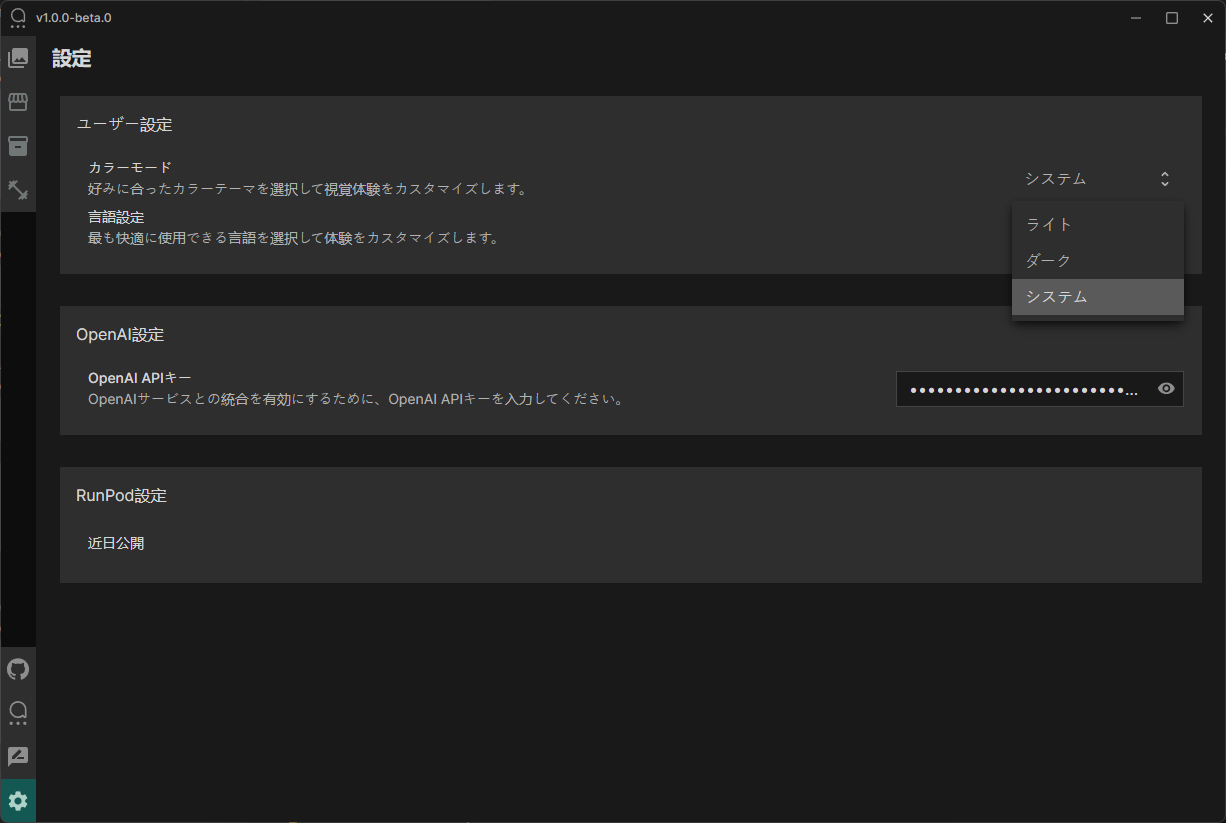 v1.0.0-beta.0
設定
ユーザー設定
カラーモード
好みに合ったカラーテーマを選択して視覚体験をカスタマイズします。
システム
言語設定
最も快適に使用できる言語を選択して体験をカスタマイズします。
ライト
ダーク
システム
OpenAI設定
OpenAI APIキー
OpenAIサービスとの統合を有効にするために、OpenAI APIキーを入力してください。
RunPod設定
近日公開